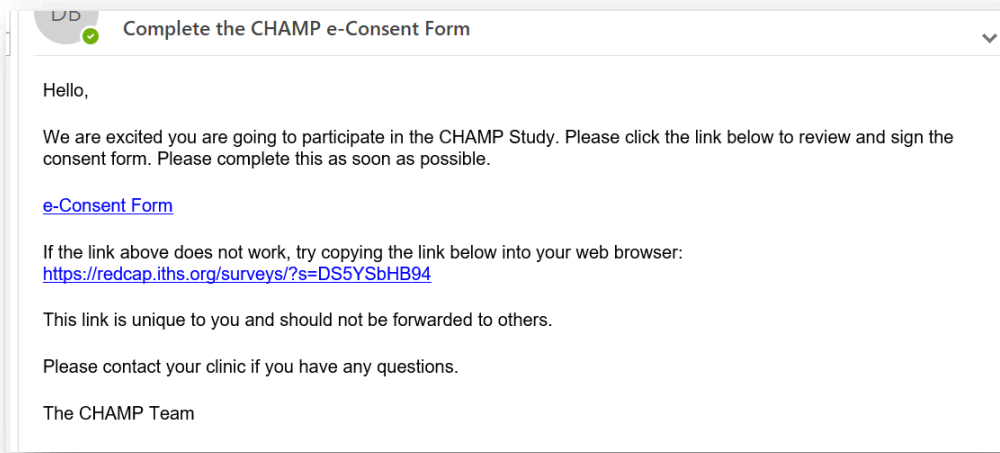 DB
Complete the CHAMP e-Consent Form
Hello,
We are excited you are going to participate in the CHAMP Study. Please click the link below to review and sign the
consent form. Please complete this as soon as possible.
e-Consent Form
If the link above does not work, try copying the link below into your web browser:
https://redcap.iths.org/surveys/?s=DS5YSbHB94
This link is unique to you and should not be forwarded to others.
Please contact your clinic if you have any questions.
The CHAMP Team